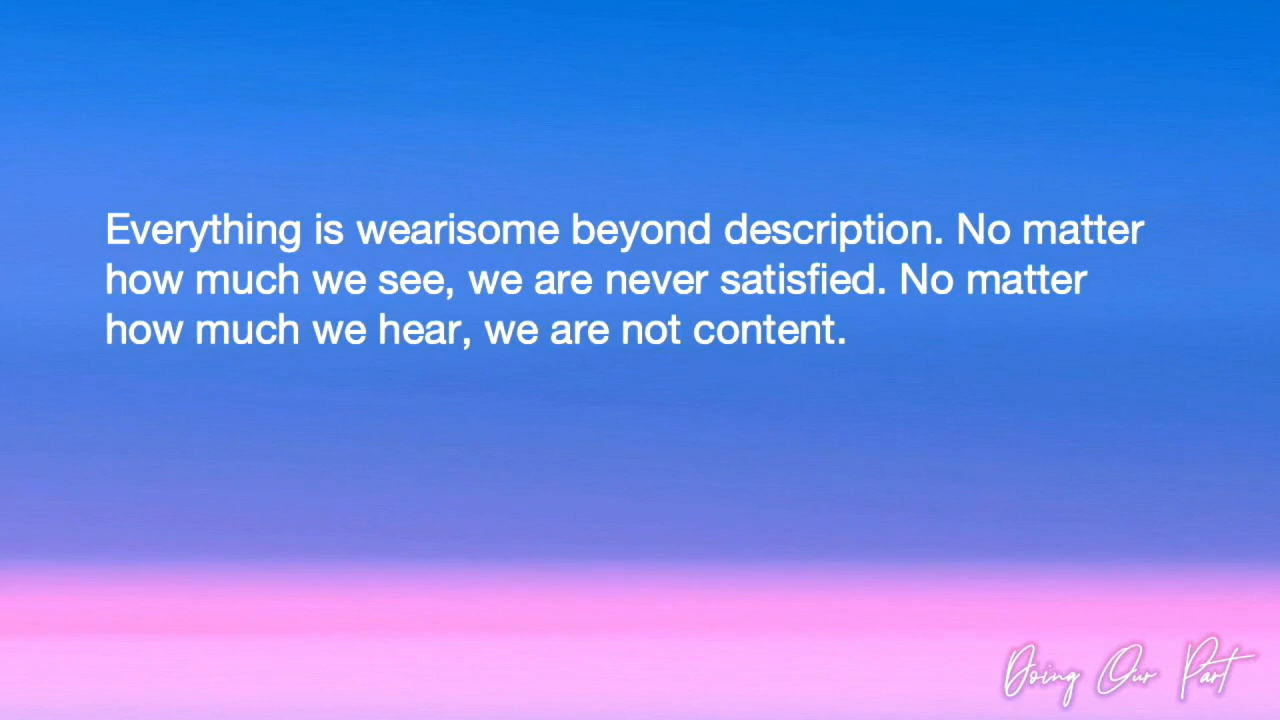 Everything is wearisome beyond description. No matter
how much we see, we are never satisfied. No matter
how much we hear, we are not content.
Doing Our Part